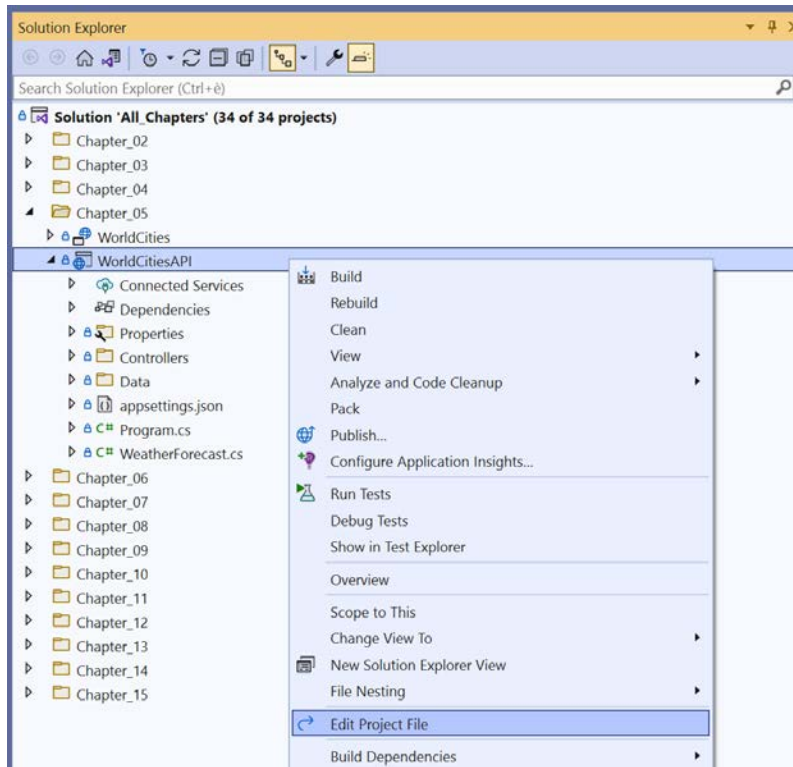 Solution Explorer
Search Solution Explorer (Ctrl+è)
Solution 'All_Chapters' (34 of 34 projects)
Chapter_02
Chapter_03
Chapter_04
Chapter_05
WorldCities
WorldCitiesAPI
Connected Services
Dependencies
Properties
Controllers
Data
appsettings.json
C# Program.cs
C# WeatherForecast.cs
Chapter_06
Chapter_07
Chapter_08
Chapter_09
Chapter_10
Chapter_11
Chapter_12
Chapter_13
Chapter_14
Chapter_15
Build
Rebuild
Clean
View
Analyze and Code Cleanup
Pack
Publish...
Configure Application Insights...
Run Tests
Debug Tests
Show in Test Explorer
Overview
Scope to This
Change View To
New Solution Explorer View
File Nesting
Edit Project File
Build Dependencies